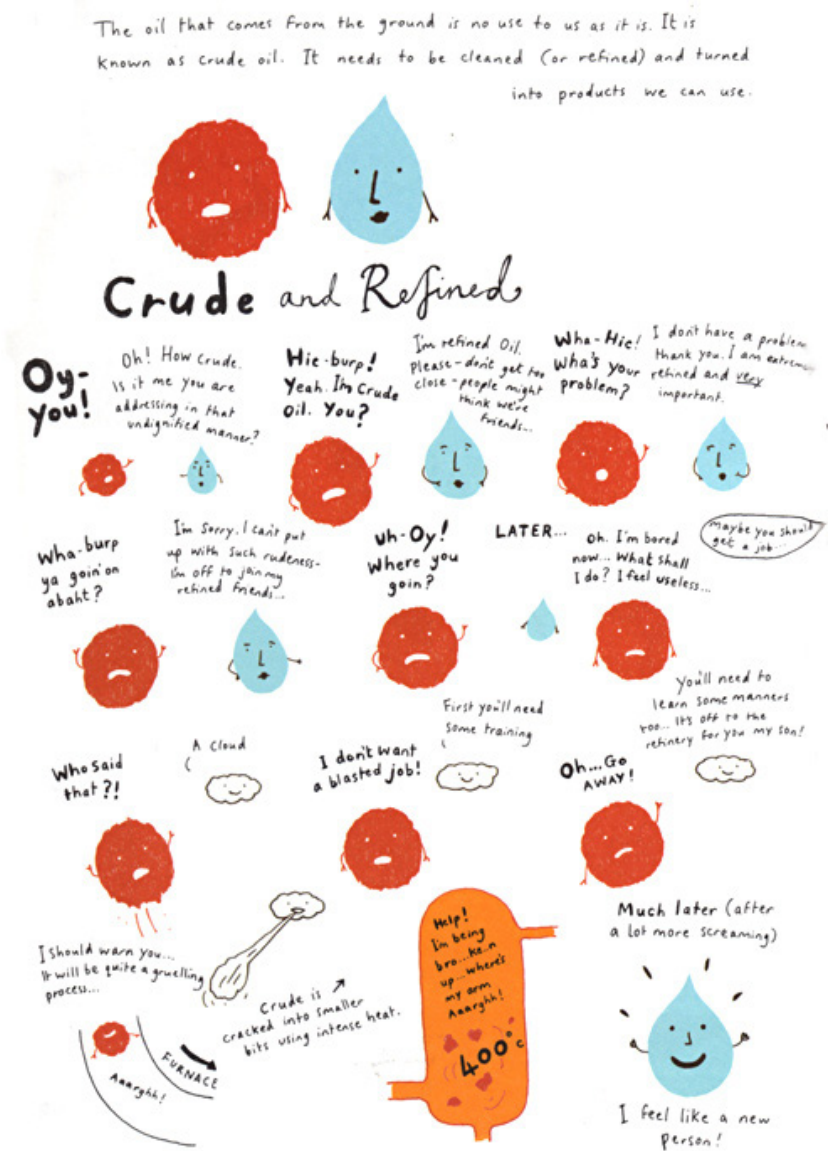 The oil that comes from the ground is no use to us as it is. It is
known as crude oil. It needs to be cleaned (or refined) and turned
into products we can use.
Crude and Refined
Oy-
you!
Oh! How crude.
Is it me you are
addressing in that
undignified manner?
Hic-burp!
Yeah. I'm Crude
Oil. You?
I'm refined Oil.
Please-don't get too
close-people might
think we're
friends...
Wha-Hic!
Wha's your
problem?
I don't have a problem
thank you. I am
refined and very
important.
Wha-burp
ya goin' on
abaht?
I'm sorry. I can't put
up with such rudeness-
I'm off to join my
refined friends...
Uh-Oy!
Where you
goin?
LATER...
Oh. I'm bored
now... What shall
I do? I feel useless...
Maybe you should
get a job...
Who said
that?!
A cloud
I don't want
a blasted job!
First you'll need
some training
Oh...Go
AWAY!
You'll need to
learn some manners
too... It's off to the
refinery for you my son!
I should warn you...
It will be quite a gruelling
process...
Aaarghh!
FURNACE
Crude is
cracked into smaller
bits using intense heat.
Help!
I'm being
bro...ke..n
up...where's
my arm
Aaarghh!
400°c
Much later (after
a lot more screaming)
I feel like a new
person!